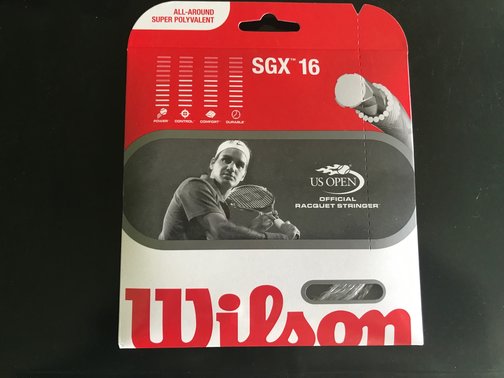 ALL-AROUND
SUPER POLYVALENT
SGX™ 16
POWER
CONTROL
COMFORT
DURABLE
US OPEN
OFFICIAL
RACQUET STRINGER
Wilson